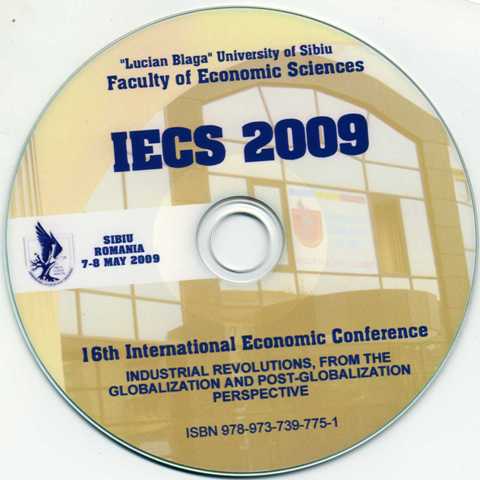 "Lucian Blaga" University of Sibiu
Faculty of Economic Sciences
IECS 2009
SIBIU
ROMANIA
7-8 MAY 2009
16th International Economic Conference
INDUSTRIAL REVOLUTIONS, FROM THE
GLOBALIZATION AND POST-GLOBALIZATION
PERSPECTIVE
ISBN 978-973-739-775-1